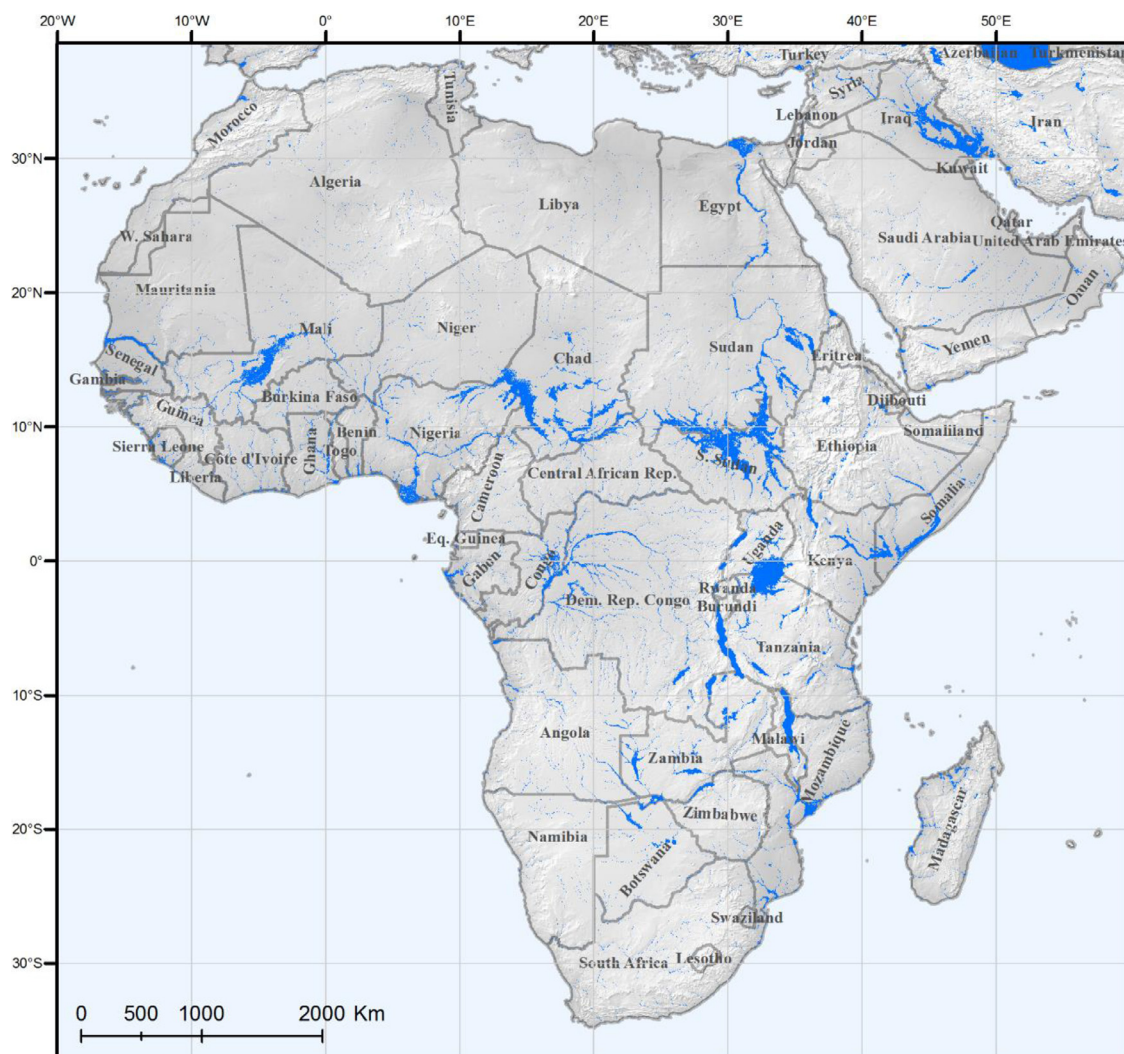 20°W 10°W 0° 10°E 20°E 30°E 40°E 50°E
Turkey
Azerbaijan
Turkmenistan
Tunisia
Syria
Morocco
Lebanon
Iraq
Iran
Jordan
30°N
Kuwait
Algeria
Libya
Egypt
Qatar
W. Sahara
Saudi Arabia
United Arab Emirates
Oman
20°N
Mauritania
Mali
Niger
Chad
Sudan
Eritrea
Yemen
Senegal
Gambia
Burkina Faso
Djibouti
10°N
Guinea
Benin
Nigeria
Somaliland
Sierra Leone
Côte d'Ivoire
Ghana
Togo
Ethiopia
S. Sudan
Liberia
Cameroon
Central African Rep.
Somalia
Eq. Guinea
Uganda
0°
Gabon
Congo
Kenya
Rwanda
Dem. Rep. Congo
Burundi
Tanzania
10°S
Angola
Malawi
Zambia
Mozambique
Zimbabwe
Madagascar
20°S
Namibia
Botswana
Swaziland
30°S
South Africa
Lesotho
0 500 1000 2000 Km